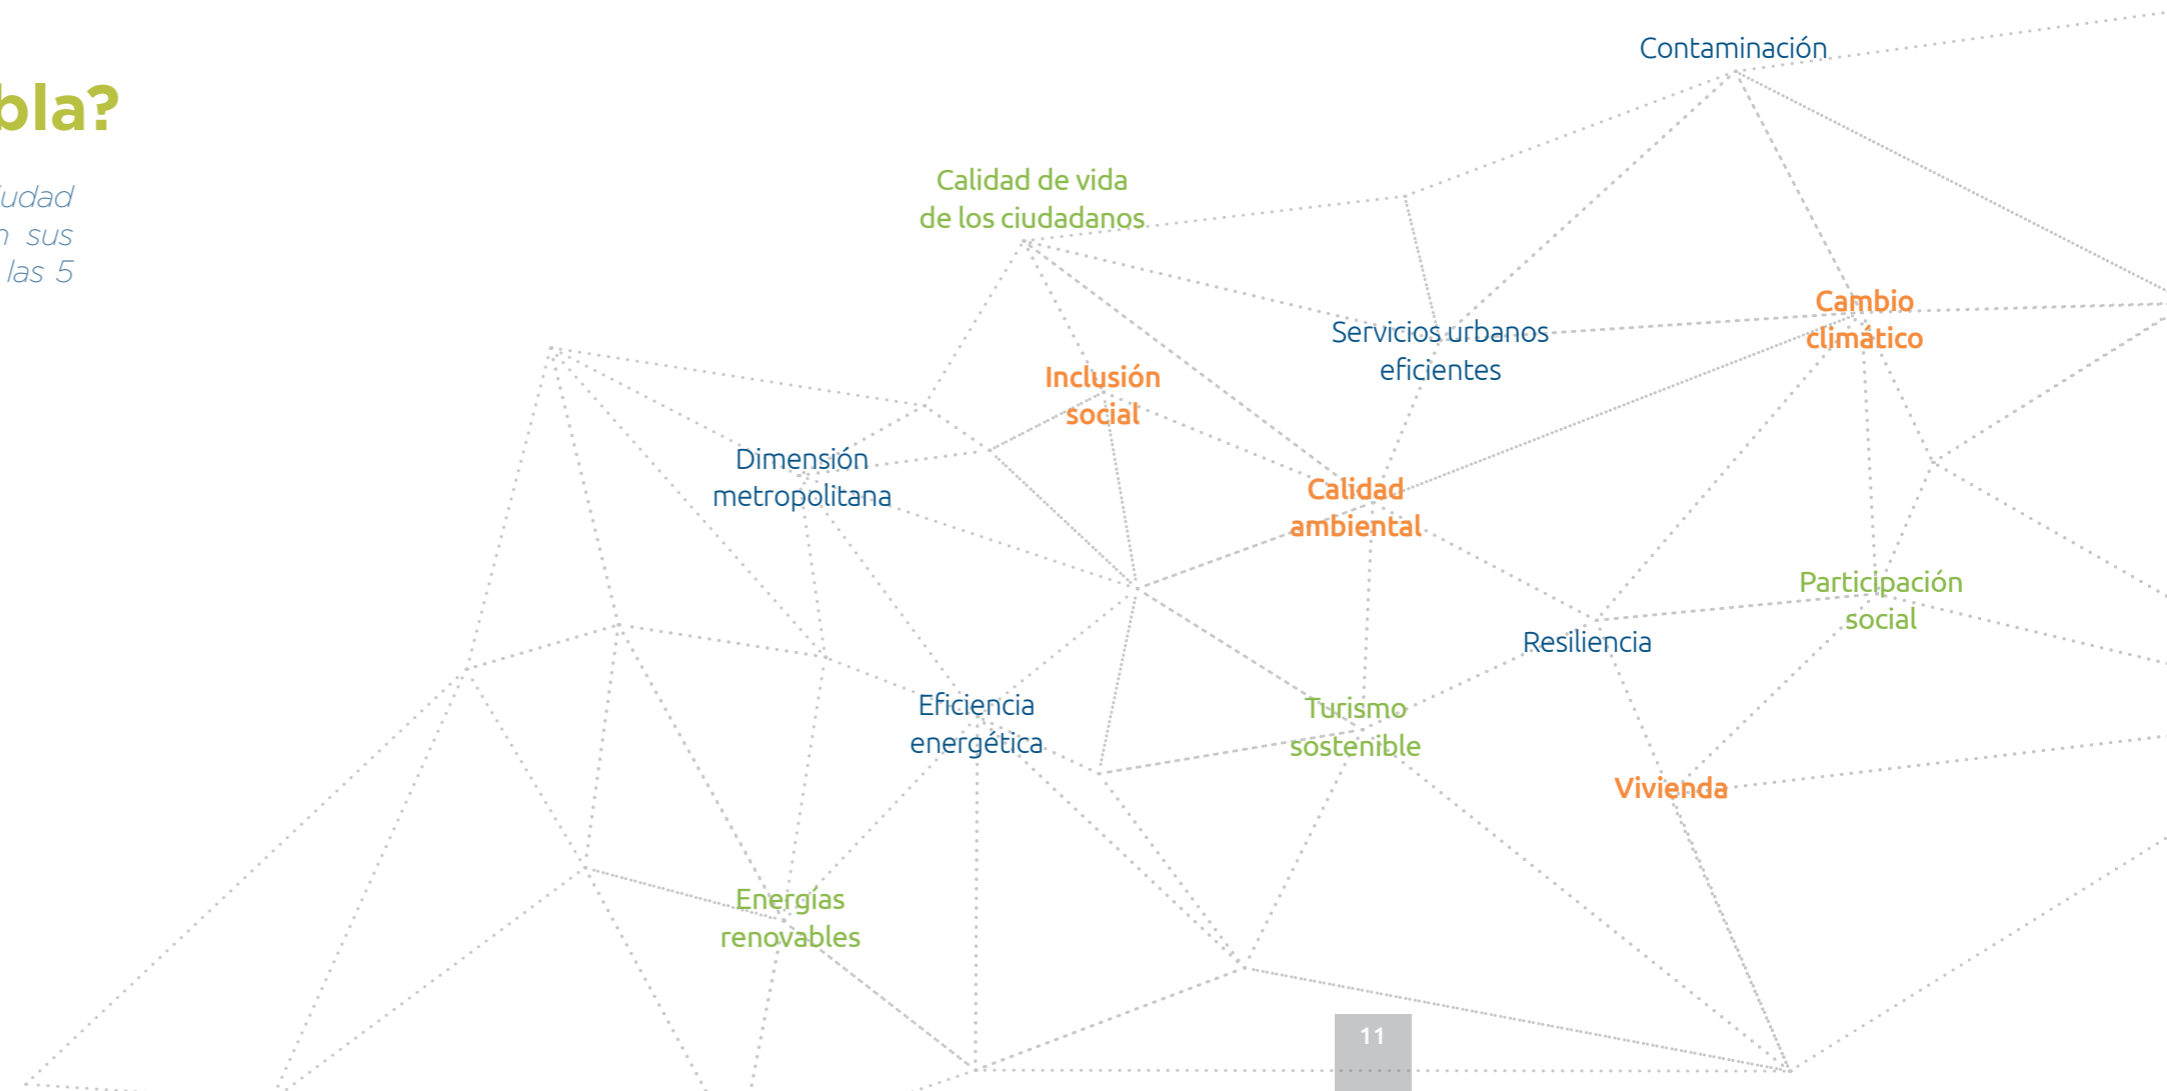 bla?
udad
sus
las 5
Contaminación
Calidad de vida
de los ciudadanos
Cambio
climático
Servicios urbanos
eficientes
Inclusión
social
Dimensión
metropolitana
Calidad
ambiental
Participación
social
Resiliencia
Eficiencia
energética
Turismo
sostenible
Vivienda
Energías
renovables
11